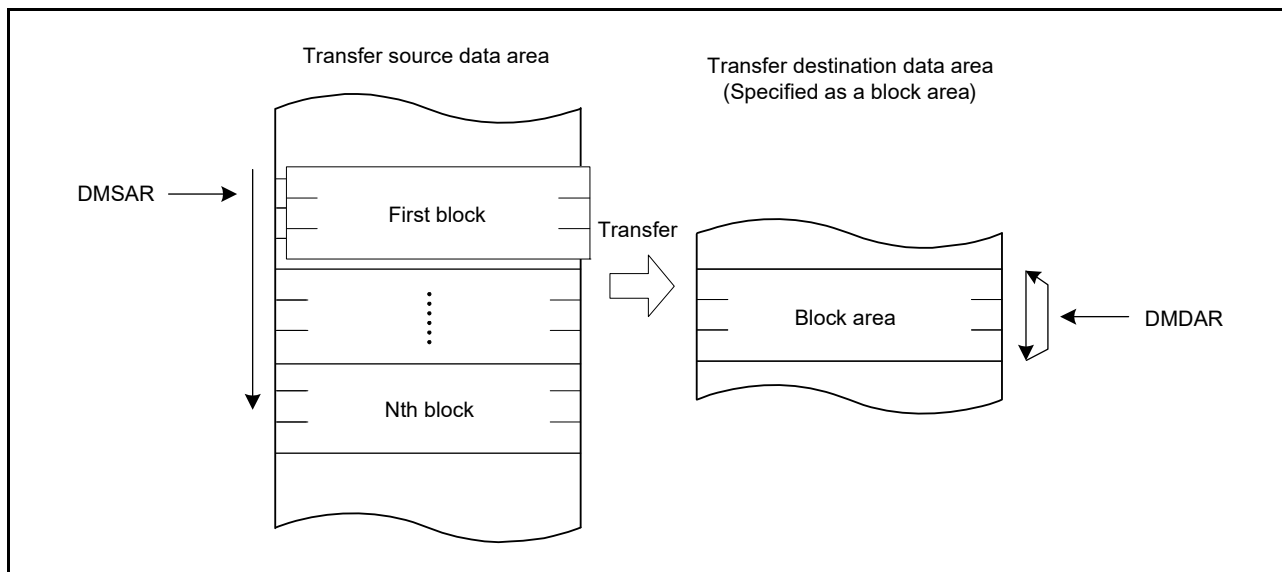 Transfer source data area
Transfer destination data area
(Specified as a block area)
DMSAR
First block
Transfer
Block area
DMDAR
Nth block